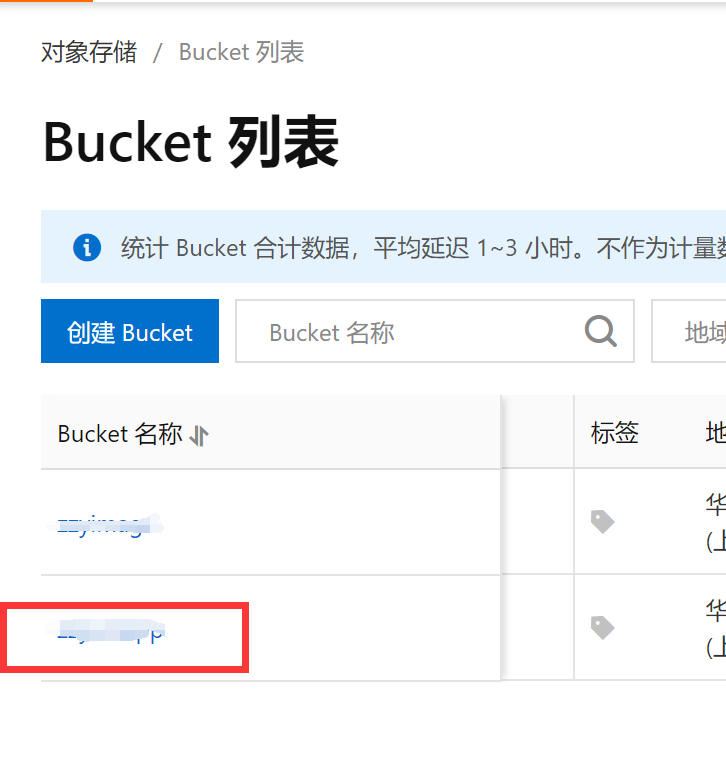 对象存储 / Bucket 列表
Bucket 列表
统计 Bucket 合计数据，平均延迟 1~3 小时。不作为计量数
创建 Bucket
Bucket 名称
地域
Bucket 名称
标签
地
华
(上
华
(上